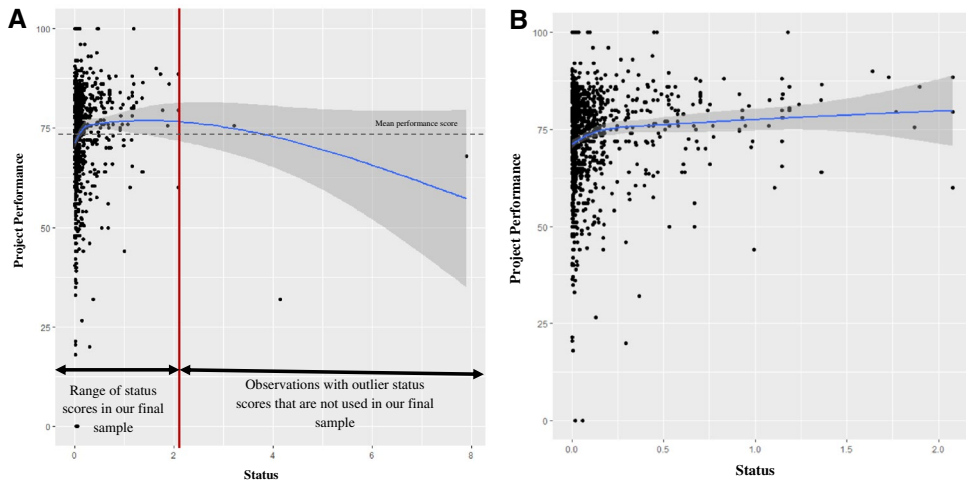 A
100
75
50
25
0
Project Performance
Mean performance score
Range of status
scores in our final
sample
Observations with outlier status
scores that are not used in our final
sample
0 2 4 6 8
Status
B
100
75
50
25
0
Project Performance
0.0 0.5 1.0 1.5 2.0
Status